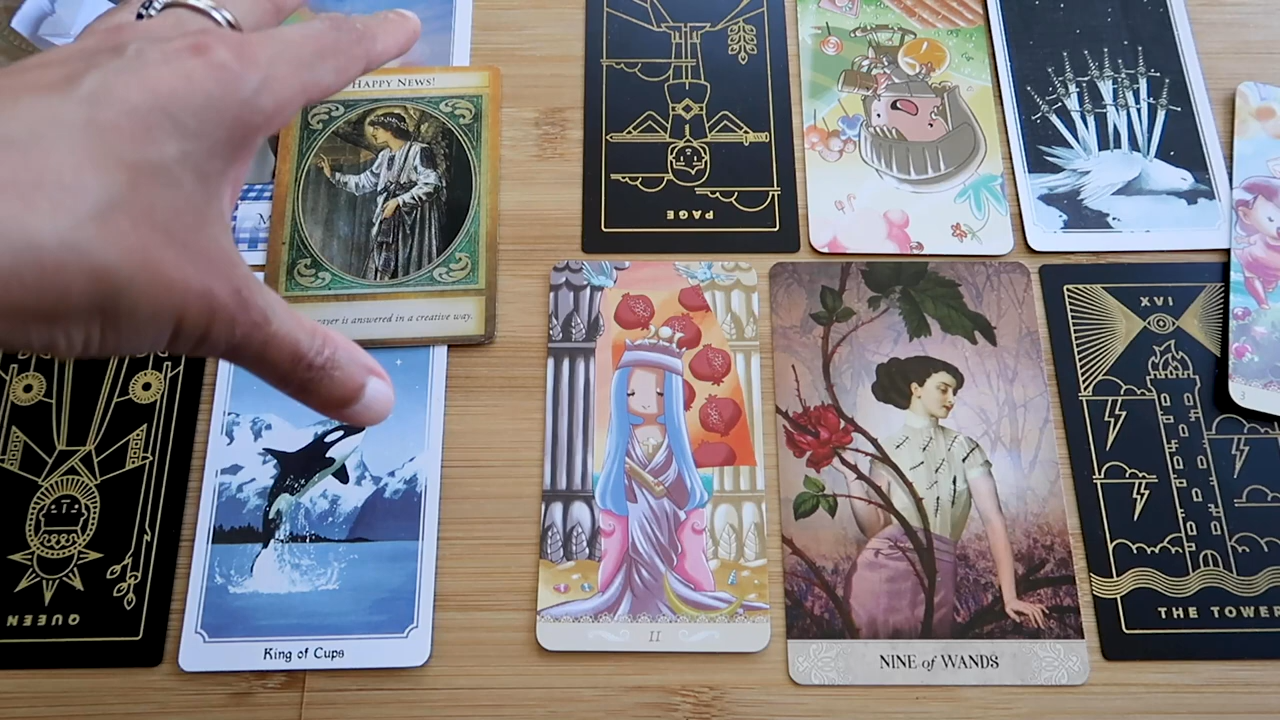 HAPPY NEWS!
PAGE
prayer is answered in a creative way.
XVI
M
3
QUEEN
King of Cups
II
NINE of WANDS
THE TOWER